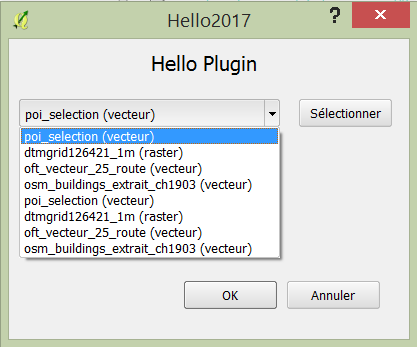 Hello2017
?
Hello Plugin
poi_selection (vecteur)
Sélectionner
poi_selection (vecteur)
dtmgrid126421_1m (raster)
oft_vecteur_25_route (vecteur)
osm_buildings_extrait_ch1903 (vecteur)
poi_selection (vecteur)
dtmgrid126421_1m (raster)
oft_vecteur_25_route (vecteur)
osm_buildings_extrait_ch1903 (vecteur)
OK
Annuler